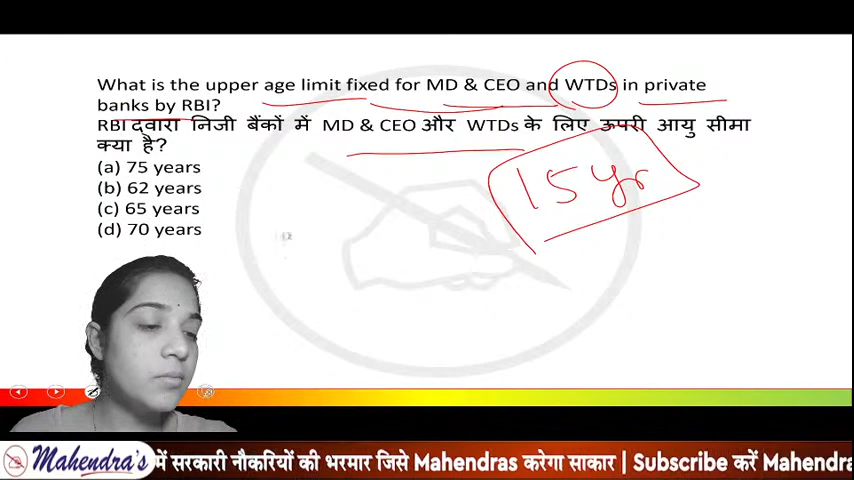 What is the upper age limit fixed for MD & CEO and WTDs in private
banks by RBI?
RBI द्वारा निजी बैंकों में MD & CEO और WTDs के लिए ऊपरी आयु सीमा
क्या है?
(a) 75 years
(b) 62 years
(c) 65 years
(d) 70 years
15 yr
Mahendra's में सरकारी नौकरियों की भरमार जिसे Mahendras करेगा साकार | Subscribe करें Mahendra